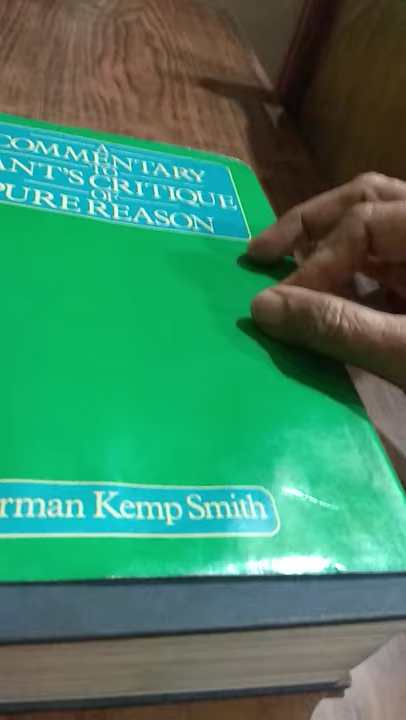 A
COMMENTARY
TO
ANT'S CRITIQUE
OF
PURE REASON
rman Kemp Smith